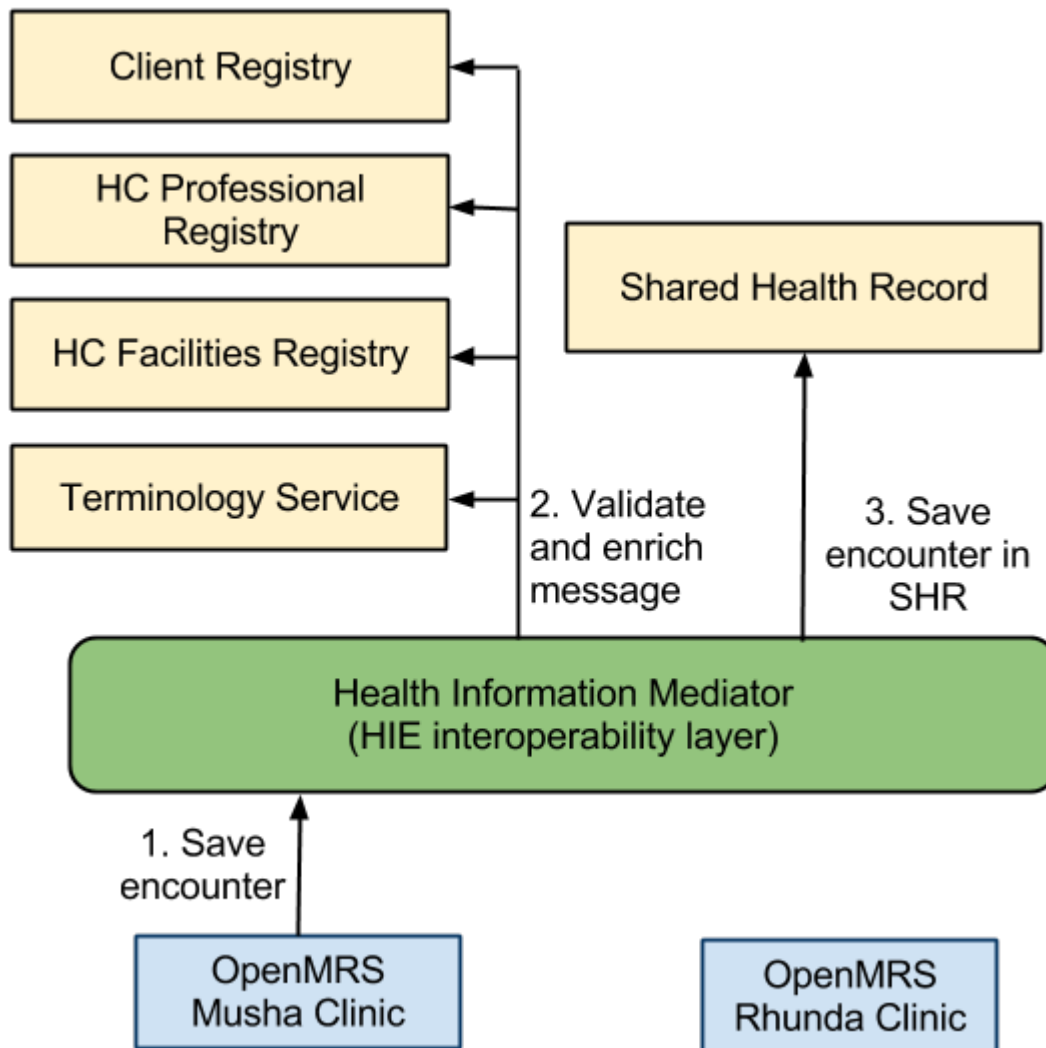 Client Registry
HC Professional
Registry
HC Facilities Registry
Terminology Service
Shared Health Record
2. Validate
and enrich
message
3. Save
encounter in
SHR
Health Information Mediator
(HIE interoperability layer)
1. Save
encounter
OpenMRS
Musha Clinic
OpenMRS
Rhunda Clinic